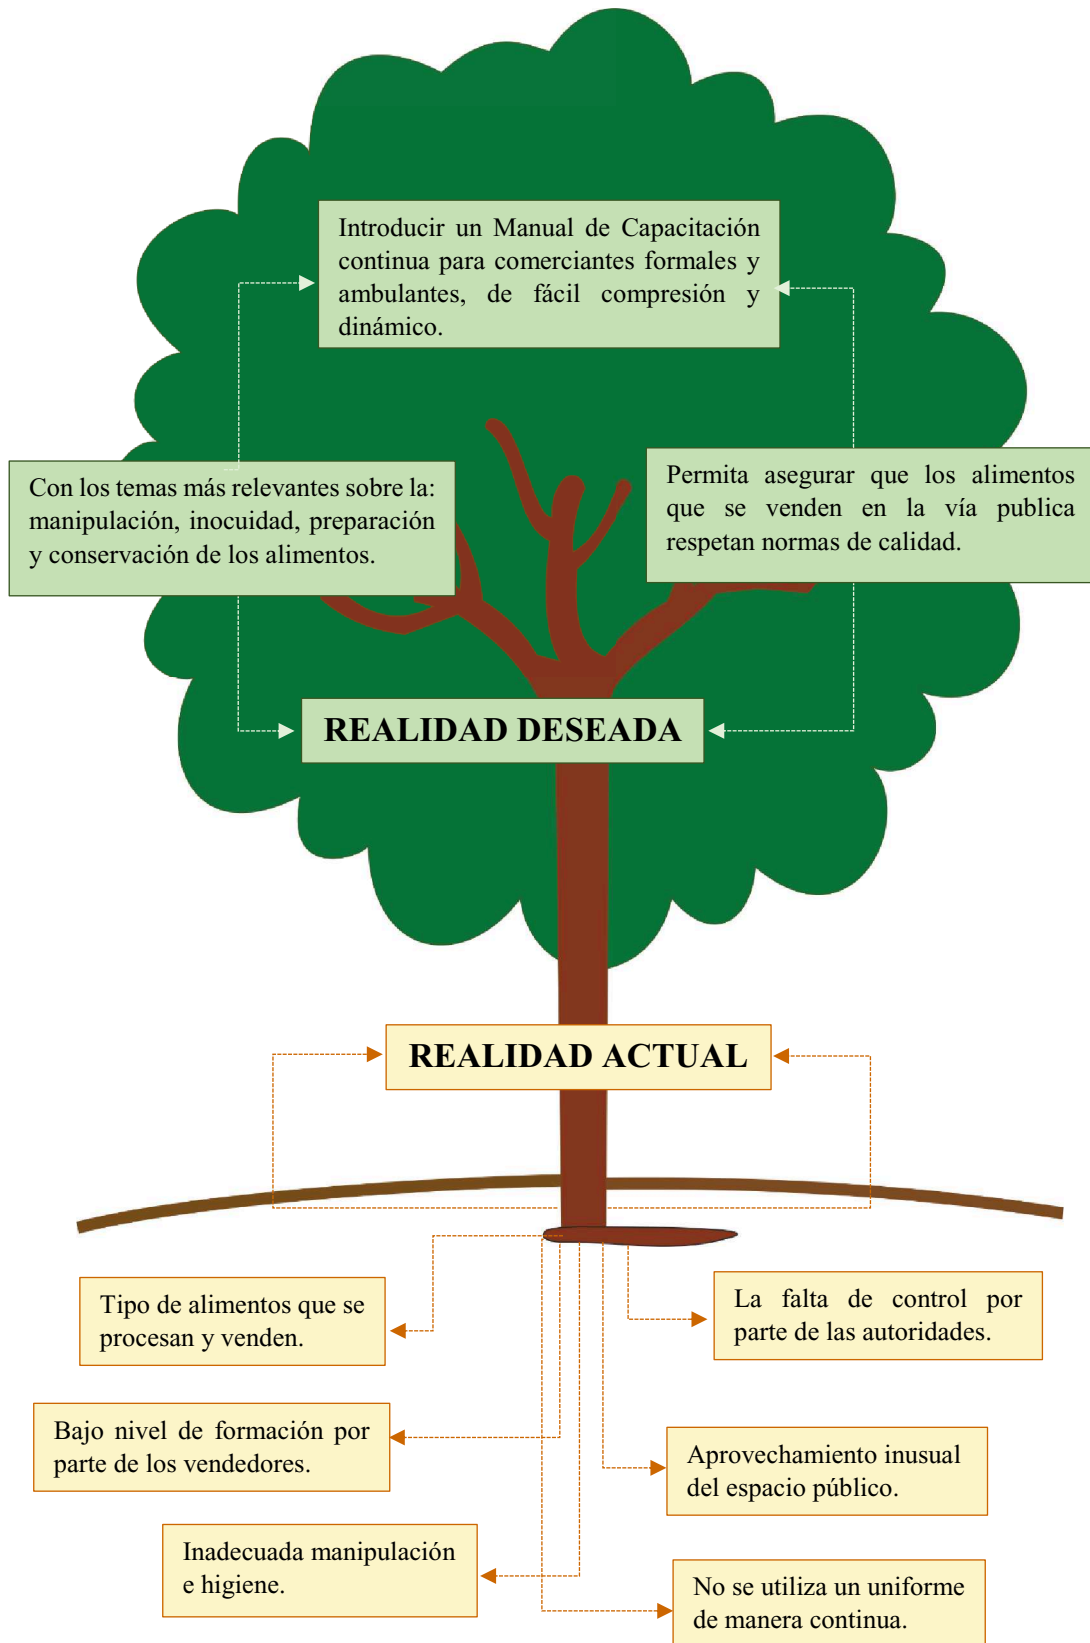 Introducir un Manual de Capacitación
continua para comerciantes formales y
ambulantes, de fácil compresión y
dinámico.
Con los temas más relevantes sobre la:
manipulación, inocuidad, preparación
y conservación de los alimentos.
Permita asegurar que los alimentos
que se venden en la vía publica
respetan normas de calidad.
REALIDAD DESEADA
REALIDAD ACTUAL
Tipo de alimentos que se
procesan y venden.
La falta de control por
parte de las autoridades.
Bajo nivel de formación por
parte de los vendedores.
Aprovechamiento inusual
del espacio público.
Inadecuada manipulación
e higiene.
No se utiliza un uniforme
de manera continua.